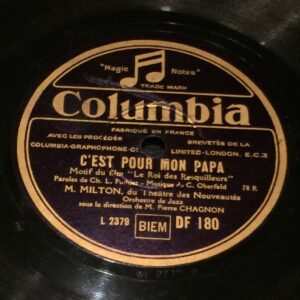 "Magic Notes"
TRADE MARK
Columbia
FABRIQUÉ EN FRANCE
AVEC LES PROCÉDÉS BREVETÉS DE LA
COLUMBIA-GRAPHOPHONE-Cº LIMITED-LONDON, E.C.3
C'EST POUR MON PAPA
Motif du film "Le Roi des Resquilleurs" 78 R
Paroles de Ch. L. Pothier - Musique de C. Oberfeld
M. MILTON, du Théatre des Nouveautés
Orchestre de Jazz
sous la direction de M. Pierre CHAGNON
L 2379 BIEM DF 180